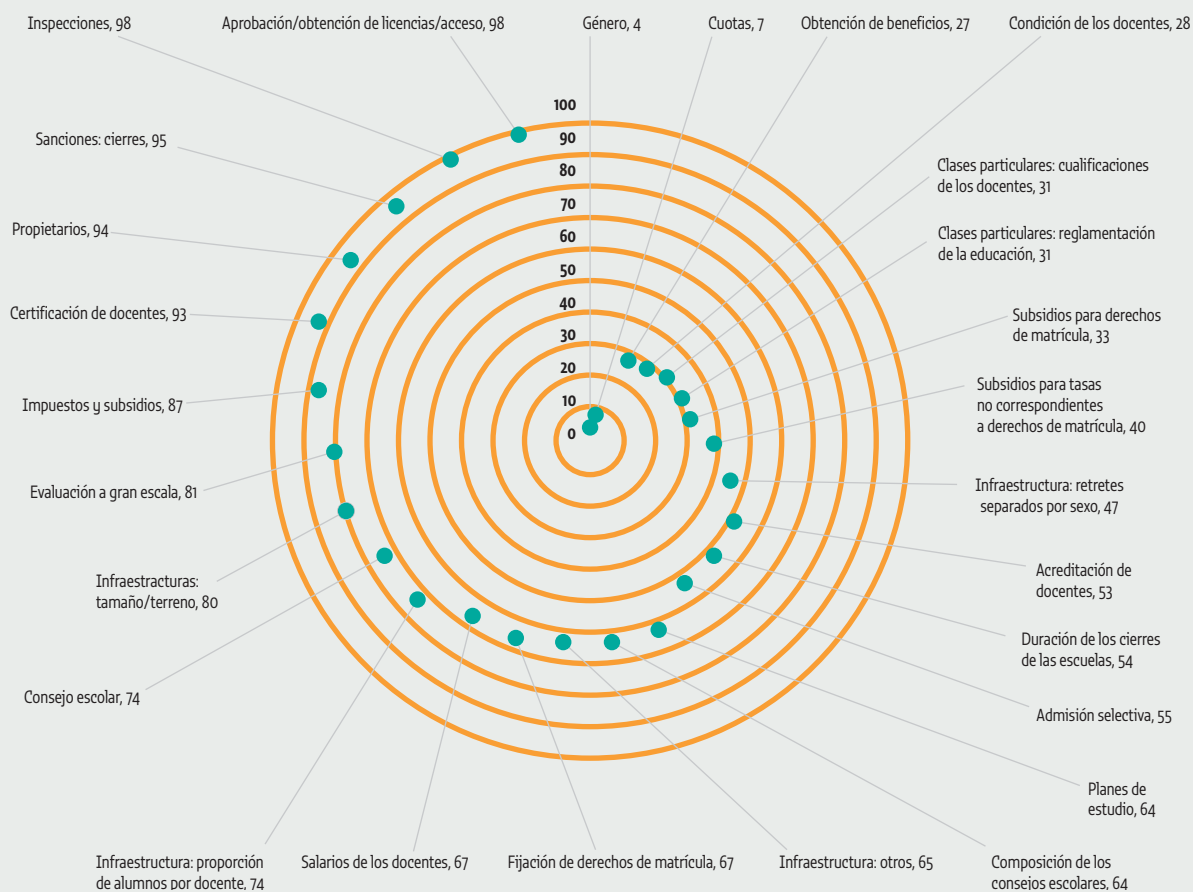 Inspecciones, 98
Aprobación/obtención de licencias/acceso, 98
Género, 4
Cuotas, 7
Obtención de beneficios, 27
Condición de los docentes, 28
100
90
80
70
60
50
40
30
20
10
0
Sanciones: cierres, 95
Propietarios, 94
Certificación de docentes, 93
Impuestos y subsidios, 87
Evaluación a gran escala, 81
Infraestracturas:
tamaño/terreno, 80
Consejo escolar, 74
Clases particulares: cualificaciones
de los docentes, 31
Clases particulares: reglamentación
de la educación, 31
Subsidios para derechos
de matrícula, 33
Subsidios para tasas
no correspondientes
a derechos de matrícula, 40
Infraestructura: retretes
separados por sexo, 47
Acreditación de
docentes, 53
Duración de los cierres
de las escuelas, 54
Admisión selectiva, 55
Planes de
estudio, 64
Infraestructura: proporción
de alumnos por docente, 74
Salarios de los docentes, 67
Fijación de derechos de matrícula, 67
Infraestructura: otros, 65
Composición de los
consejos escolares, 64